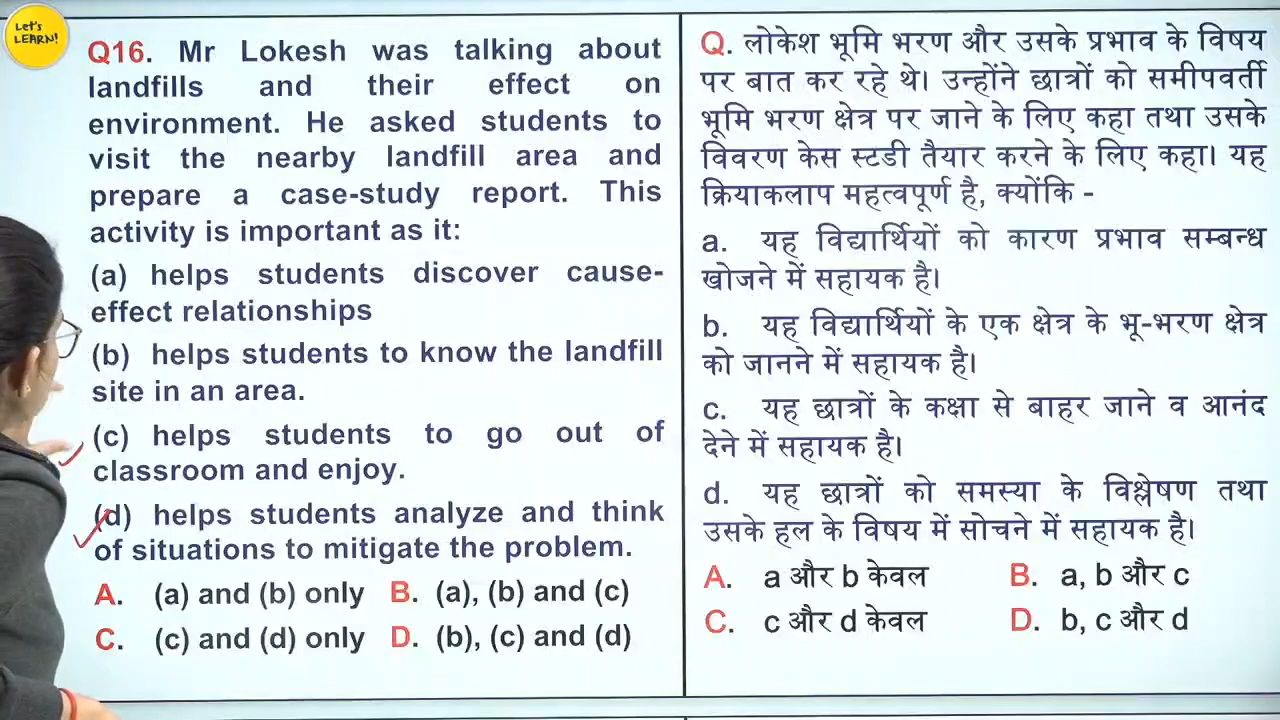 Let's
LEARN!
Q16. Mr Lokesh was talking about
landfills and their effect on
environment. He asked students to
visit the nearby landfill area and
prepare a case-study report. This
activity is important as it:
(a) helps students discover cause-
effect relationships
(b) helps students to know the landfill
site in an area.
(c) helps students to go out of
classroom and enjoy.
(d) helps students analyze and think
of situations to mitigate the problem.
A. (a) and (b) only B. (a), (b) and (c)
C. (c) and (d) only D. (b), (c) and (d)
Q. लोकेश भूमि भरण और उसके प्रभाव के विषय
पर बात कर रहे थे। उन्होंने छात्रों को समीपवर्ती
भूमि भरण क्षेत्र पर जाने के लिए कहा तथा उसके
विवरण केस स्टडी तैयार करने के लिए कहा। यह
क्रियाकलाप महत्वपूर्ण है, क्योंकि -
a. यह विद्यार्थियों को कारण प्रभाव सम्बन्ध
खोजने में सहायक है।
b. यह विद्यार्थियों के एक क्षेत्र के भू-भरण क्षेत्र
को जानने में सहायक है।
c. यह छात्रों के कक्षा से बाहर जाने व आनंद
देने में सहायक है।
d. यह छात्रों को समस्या के विश्लेषण तथा
उसके हल के विषय में सोचने में सहायक है।
A. a और b केवल B. a, b और c
C. c और d केवल D. b, c और d